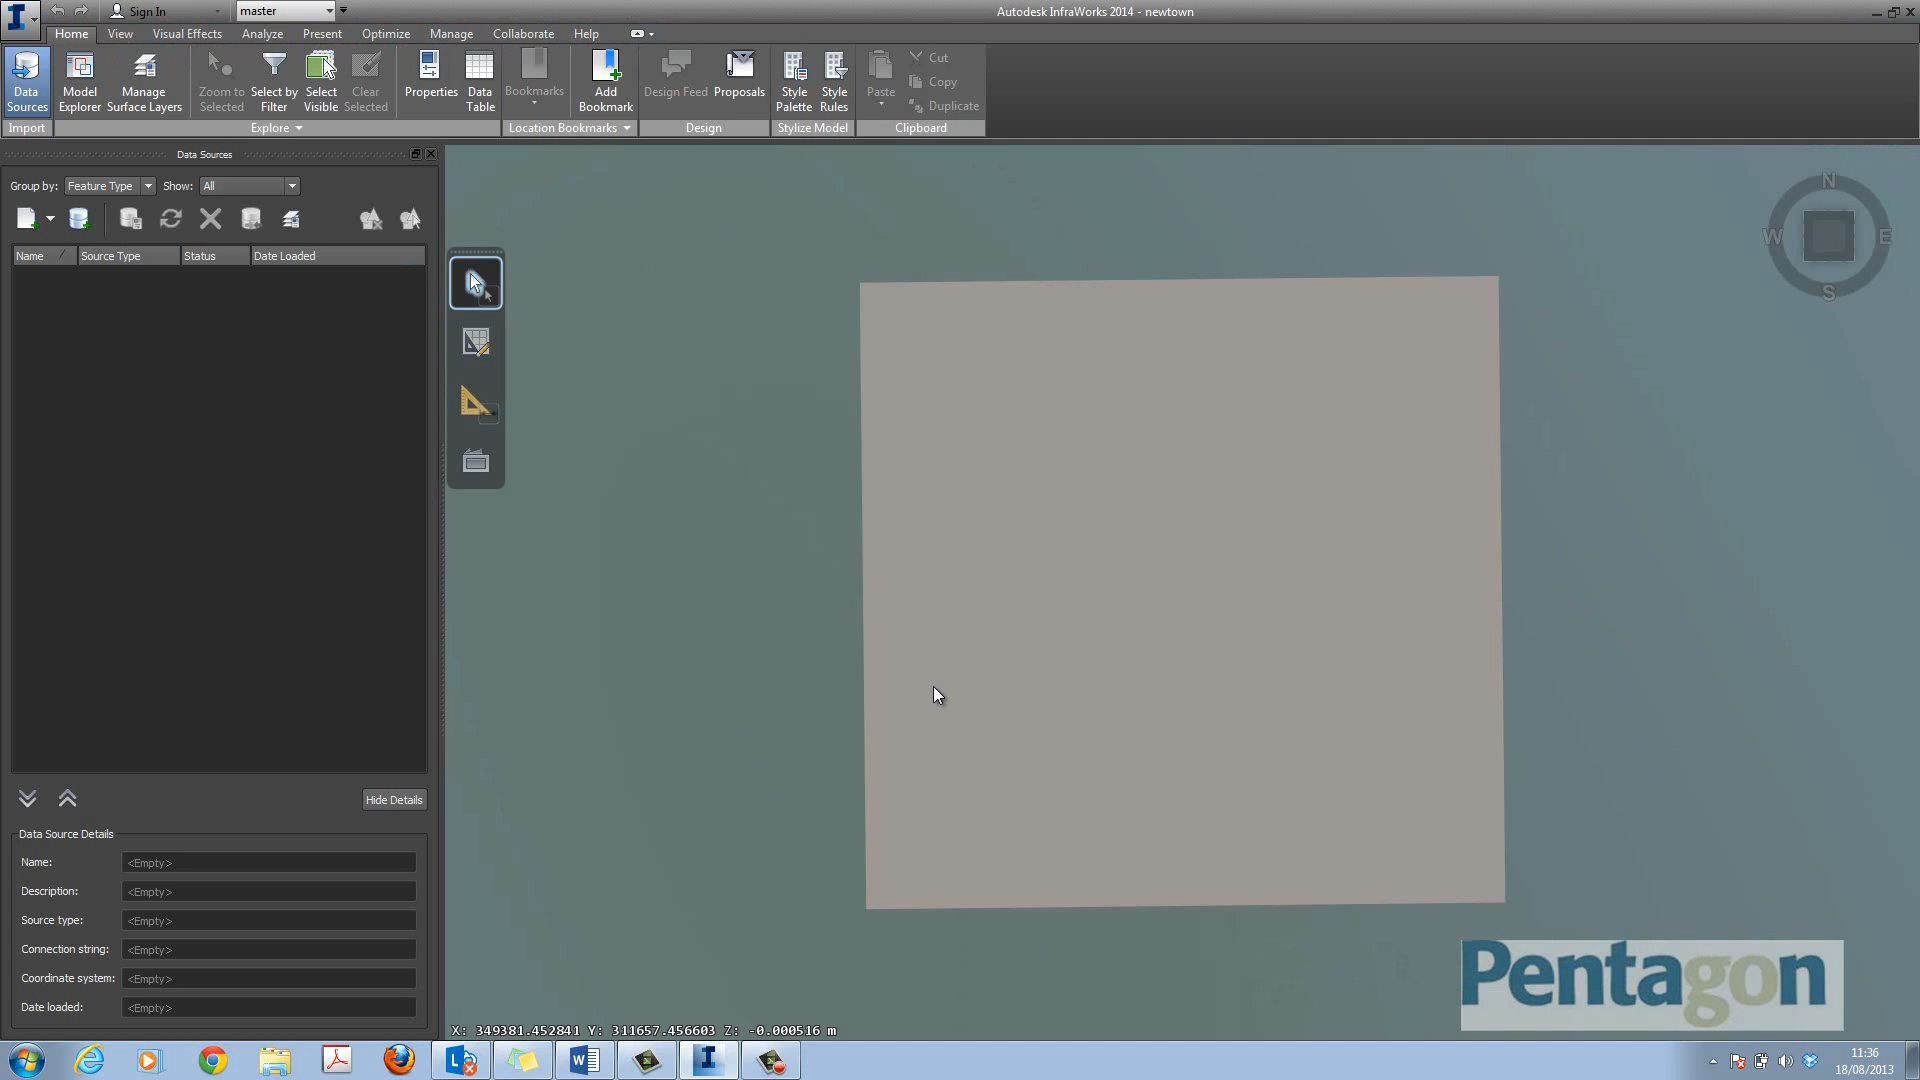 Sign In
master
Autodesk InfraWorks 2014 - newtown
Home View Visual Effects Analyze Present Optimize Manage Collaborate Help
Data Sources
Model Explorer
Manage Surface Layers
Zoom to Selected
Select by Filter
Select Visible
Clear Selected
Properties
Data Table
Bookmarks
Add Bookmark
Design Feed
Proposals
Style Palette
Style Rules
Paste
Cut
Copy
Duplicate
Import Explore Location Bookmarks Design Stylize Model Clipboard
Data Sources
Group by: Feature Type Show: All
Name Source Type Status Date Loaded
N
W E
S
Hide Details
Data Source Details
Name: <Empty>
Description: <Empty>
Source type: <Empty>
Connection string: <Empty>
Coordinate system: <Empty>
Date loaded: <Empty>
X: 349381.452841 Y: 311657.456603 Z: -0.000516 m
Pentagon
11:36
18/08/2013